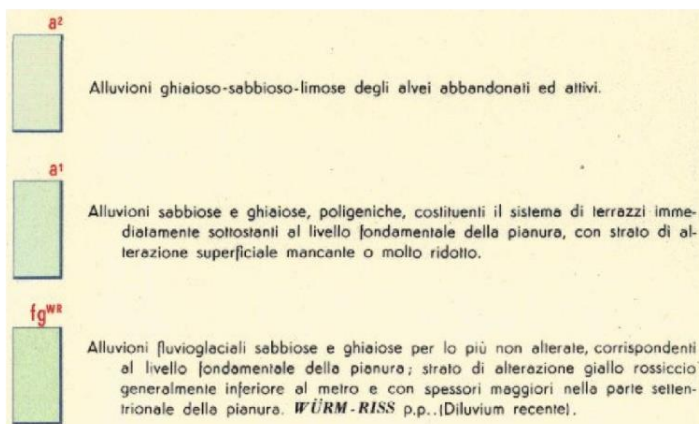 a²
Alluvioni ghiaioso-sabbioso-limose degli alvei abbandonati ed attivi.
a¹
Alluvioni sabbiose e ghiaiose, poligeniche, costituenti il sistema di terrazzi imme-
diatamente sottostanti al livello fondamentale della pianura, con strato di al-
terazione superficiale mancante o molto ridotto.
fgᵂᴿ
Alluvioni fluvioglaciali sabbiose e ghiaiose per lo più non alterate, corrispondenti
al livello fondamentale della pianura; strato di alterazione giallo rossiccio
generalmente inferiore al metro e con spessori maggiori nella parte setten-
trionale della pianura. WÜRM-RISS p.p..(Diluvium recente).